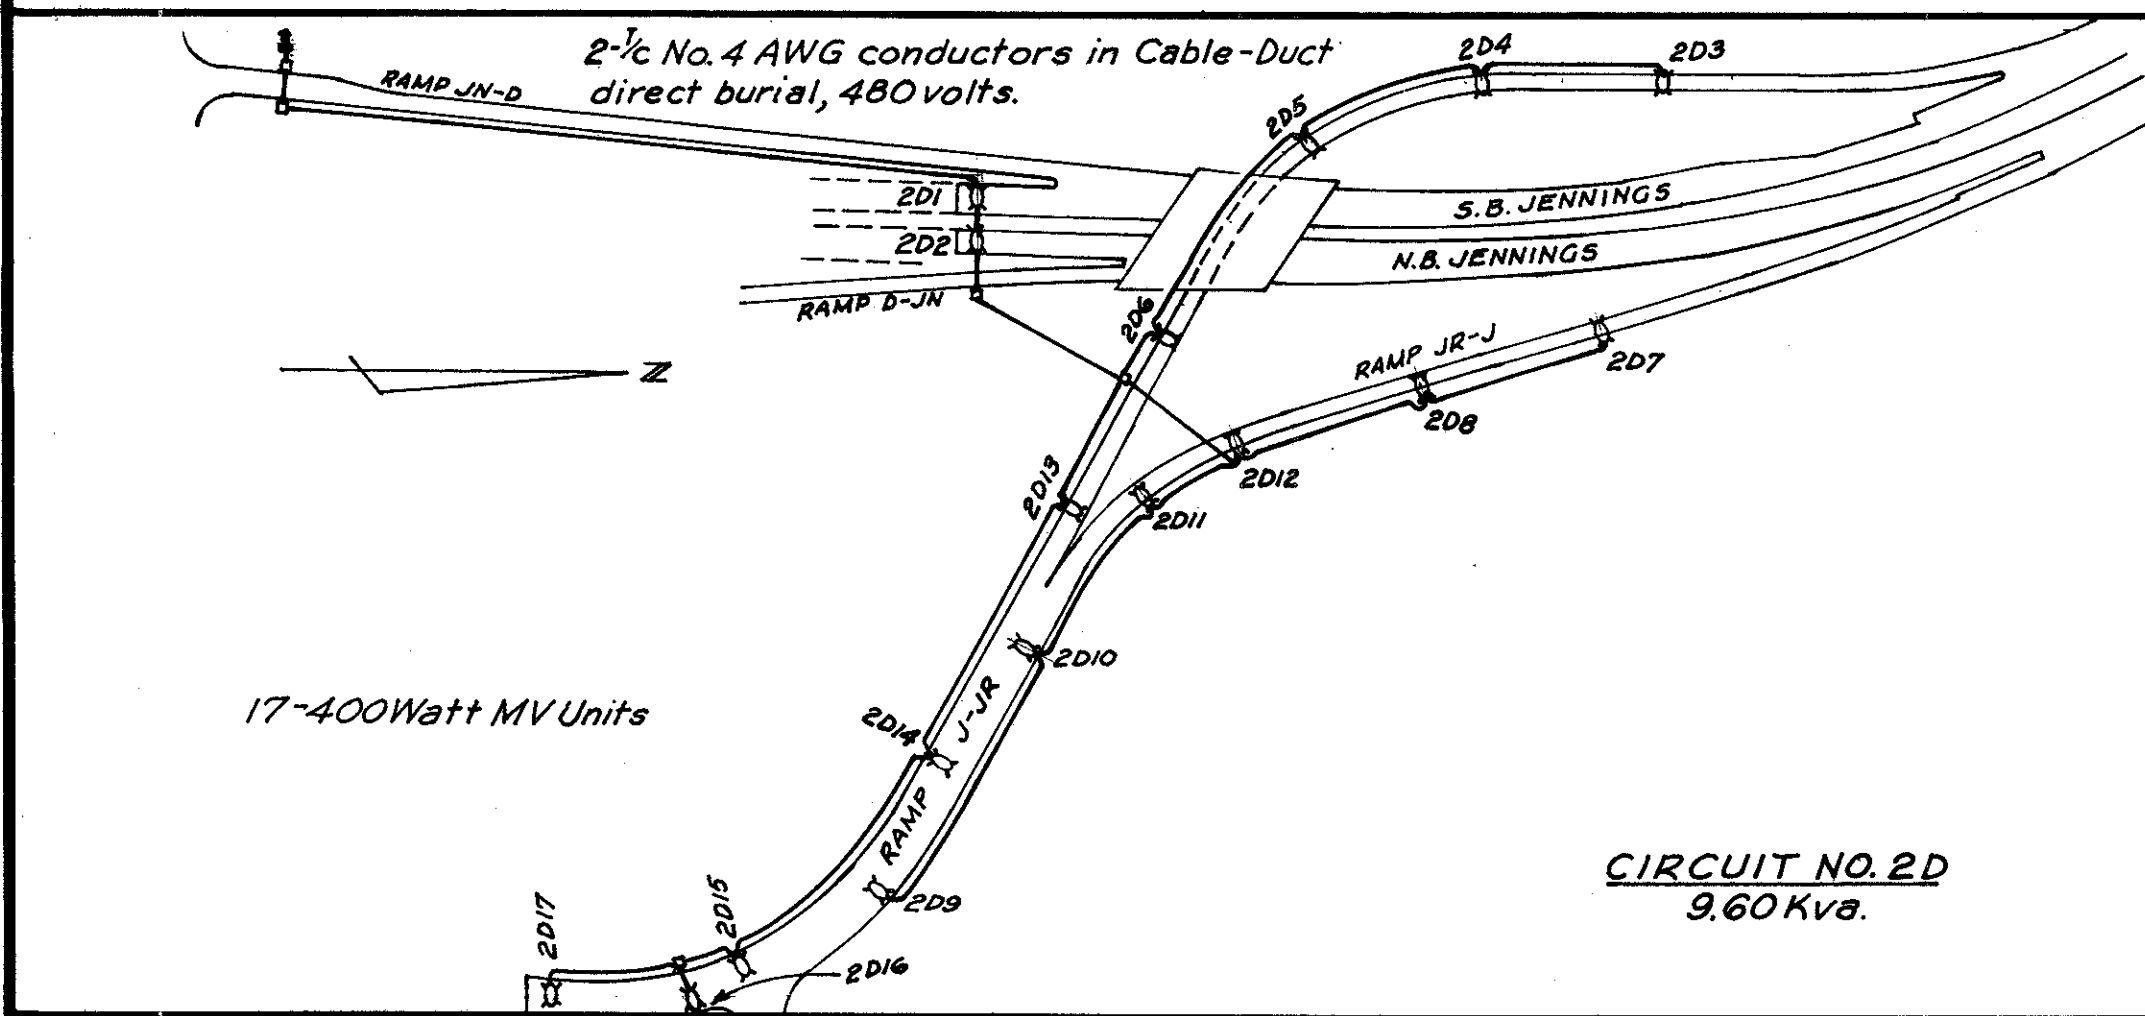 2-1/c No. 4 AWG conductors in Cable-Duct
direct burial, 480 volts.
2D4
2D3
RAMP JN-D
2D5
2D1
S.B. JENNINGS
2D2
N.B. JENNINGS
RAMP D-JN
2D6
Z
RAMP JR-J
2D7
2D8
2D13
2D12
2D11
2D10
17-400 Watt MV Units
2D14
RAMP J-JR
CIRCUIT NO. 2D
9.60 Kva.
2D17
2D15
2D9
2D16